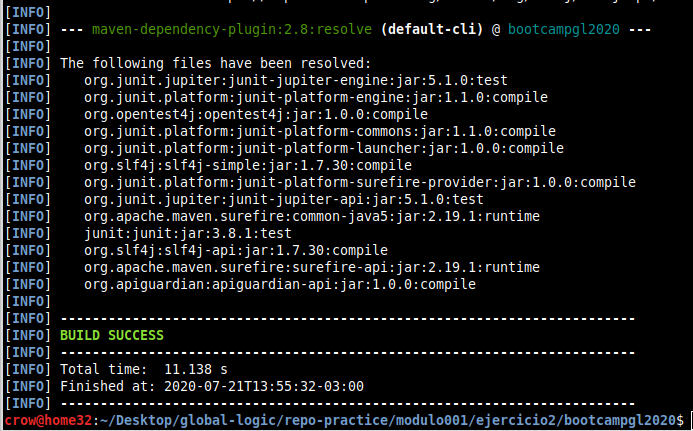 [INFO]
[INFO] --- maven-dependency-plugin:2.8:resolve (default-cli) @ bootcampgl2020 ---
[INFO]
[INFO] The following files have been resolved:
[INFO]    org.junit.jupiter:junit-jupiter-engine:jar:5.1.0:test
[INFO]    org.junit.platform:junit-platform-engine:jar:1.1.0:compile
[INFO]    org.opentest4j:opentest4j:jar:1.0.0:compile
[INFO]    org.junit.platform:junit-platform-commons:jar:1.1.0:compile
[INFO]    org.junit.platform:junit-platform-launcher:jar:1.0.0:compile
[INFO]    org.slf4j:slf4j-simple:jar:1.7.30:compile
[INFO]    org.junit.platform:junit-platform-surefire-provider:jar:1.0.0:compile
[INFO]    org.junit.jupiter:junit-jupiter-api:jar:5.1.0:test
[INFO]    org.apache.maven.surefire:common-java5:jar:2.19.1:runtime
[INFO]    junit:junit:jar:3.8.1:test
[INFO]    org.slf4j:slf4j-api:jar:1.7.30:compile
[INFO]    org.apache.maven.surefire:surefire-api:jar:2.19.1:runtime
[INFO]    org.apiguardian:apiguardian-api:jar:1.0.0:compile
[INFO]
[INFO] ------------------------------------------------------------------------
[INFO] BUILD SUCCESS
[INFO] ------------------------------------------------------------------------
[INFO] Total time:  11.138 s
[INFO] Finished at: 2020-07-21T13:55:32-03:00
[INFO] ------------------------------------------------------------------------
crow@home32:~/Desktop/global-logic/repo-practice/modulo001/ejercicio2/bootcampgl2020$